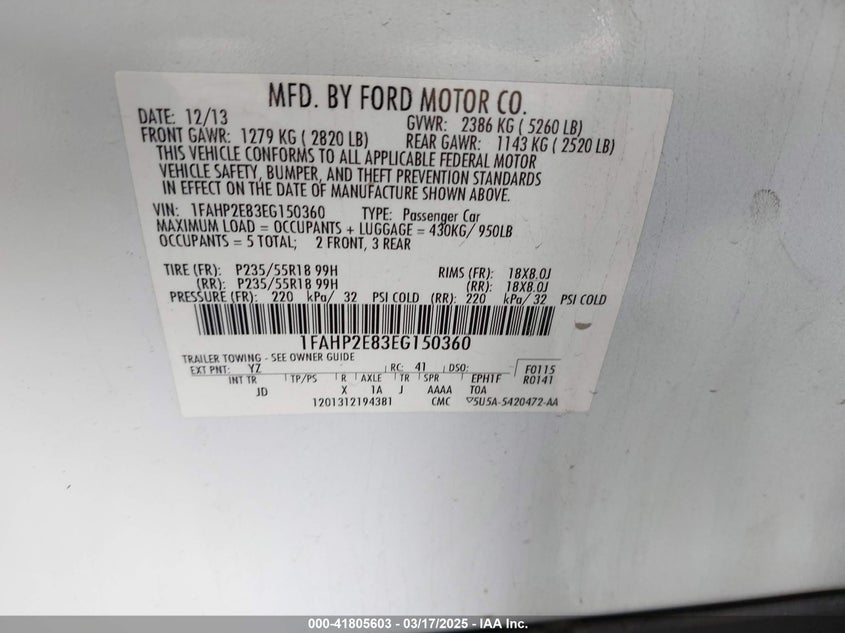 MFD. BY FORD MOTOR CO.
DATE: 12/13 GVWR: 2386 KG ( 5260 LB)
FRONT GAWR: 1279 KG ( 2820 LB) REAR GAWR: 1143 KG ( 2520 LB)
THIS VEHICLE CONFORMS TO ALL APPLICABLE FEDERAL MOTOR
VEHICLE SAFETY, BUMPER, AND THEFT PREVENTION STANDARDS
IN EFFECT ON THE DATE OF MANUFACTURE SHOWN ABOVE.
VIN: 1FAHP2E83EG150360 TYPE: Passenger Car
MAXIMUM LOAD = OCCUPANTS + LUGGAGE = 430KG/ 950LB
OCCUPANTS = 5 TOTAL; 2 FRONT, 3 REAR
TIRE (FR): P235/55R18 99H RIMS (FR): 18X8.0J
(RR): P235/55R18 99H (RR): 18X8.0J
PRESSURE (FR): 220 kPa/ 32 PSI COLD (RR): 220 kPa/ 32 PSI COLD
1FAHP2E83EG150360
TRAILER TOWING - SEE OWNER GUIDE
EXT PNT: YZ RC: 41 DSO: F0115
INT TR TP/PS R AXLE TR SPR EPH1F R0141
JD X 1A J AAAA TOA
1201312194381 CMC ▽5U5A-5420472-AA
000-41805603 - 03/17/2025 - IAA Inc.